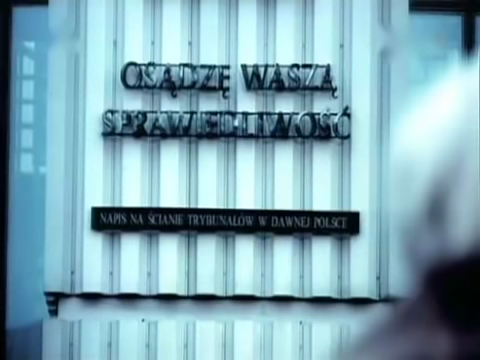 OSĄDZĘ WASZĄ
SPRAWIEDLIWOŚĆ
NAPIS NA ŚCIANIE TRYBUNAŁÓW W DAWNEJ POLSCE